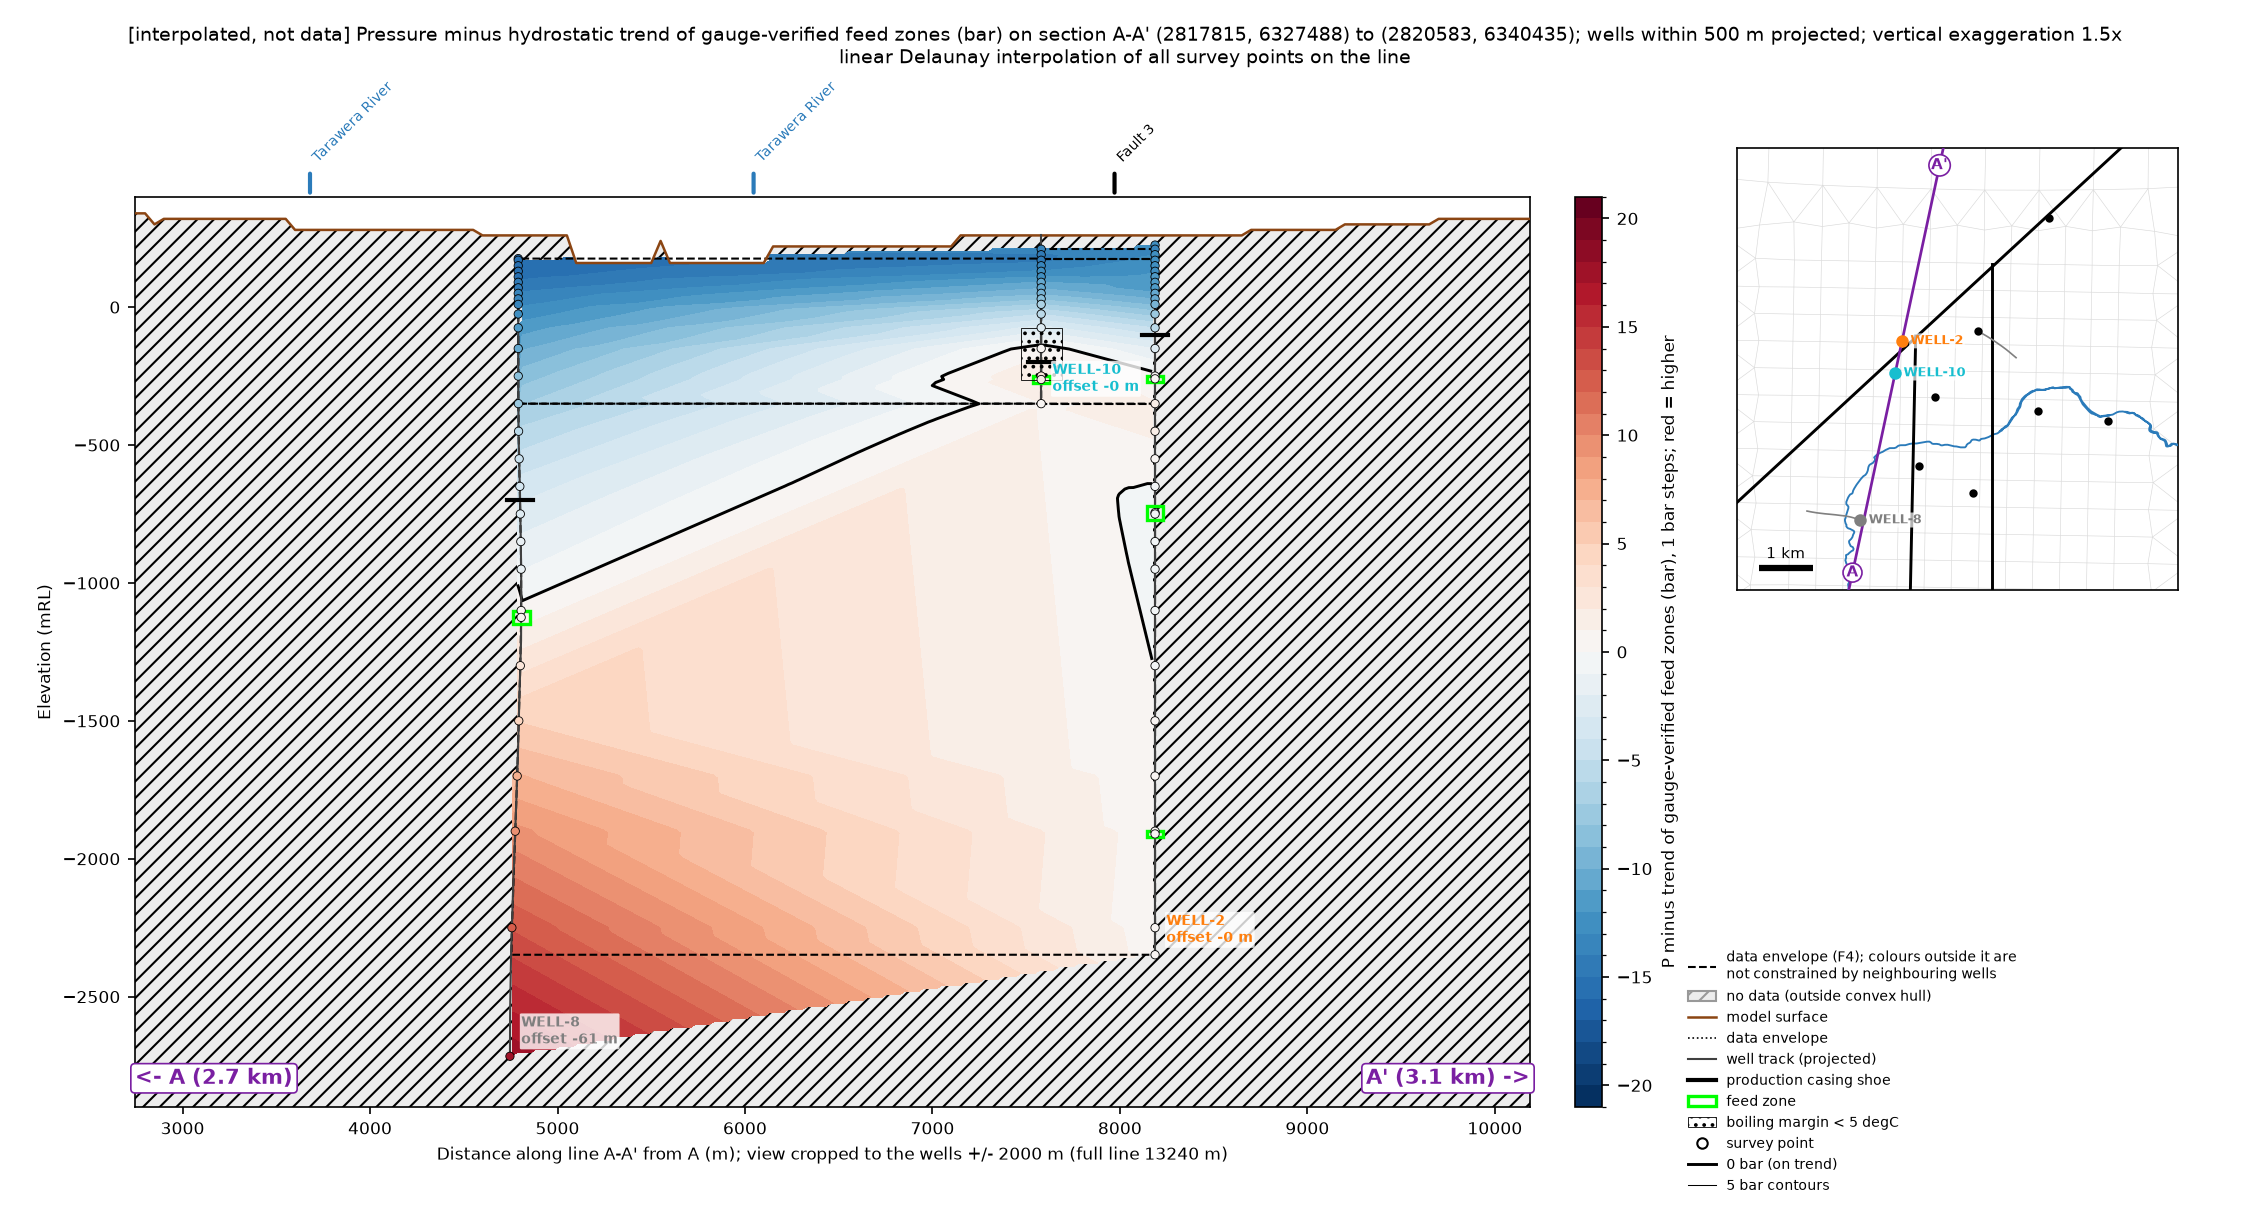 [interpolated, not data] Pressure minus hydrostatic trend of gauge-verified feed zones (bar) on section A-A' (2817815, 6327488) to (2820583, 6340435); wells within 500 m projected; vertical exaggeration 1.5x
linear Delaunay interpolation of all survey points on the line
Tarawera River
Tarawera River
Fault 3
0
−500
−1000
−1500
−2000
−2500
Elevation (mRL)
WELL-10
offset -0 m
WELL-2
offset -0 m
WELL-8
offset -61 m
<- A (2.7 km)
A' (3.1 km) ->
3000
4000
5000
6000
7000
8000
9000
10000
Distance along line A-A' from A (m); view cropped to the wells +/- 2000 m (full line 13240 m)
20
15
10
5
0
−5
−10
−15
−20
P minus trend of gauge-verified feed zones (bar), 1 bar steps; red = higher
A'
WELL-2
WELL-10
WELL-8
1 km
A
data envelope (F4); colours outside it are
not constrained by neighbouring wells
no data (outside convex hull)
model surface
data envelope
well track (projected)
production casing shoe
feed zone
boiling margin < 5 degC
survey point
0 bar (on trend)
5 bar contours